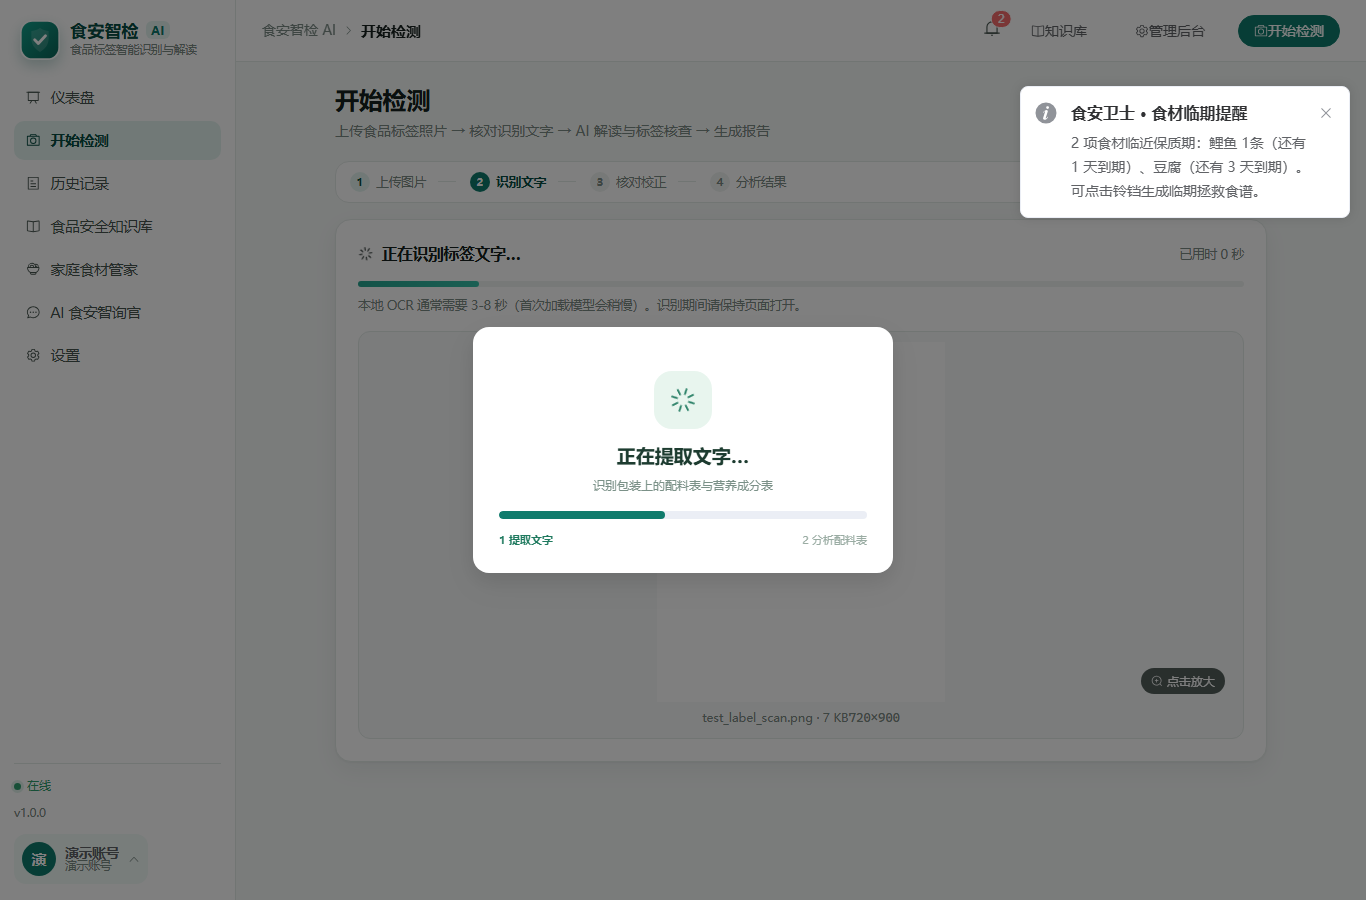 食安智检 AI
食品标签智能识别与解读
仪表盘
开始检测
历史记录
食品安全知识库
家庭食材管家
AI 食安智询官
设置
在线
v1.0.0
演
演示账号
演示账号
食安智检 AI > 开始检测
2
知识库
管理后台
开始检测
开始检测
上传食品标签照片 → 核对识别文字 → AI 解读与标签核查 → 生成报告
1 上传图片
2 识别文字
3 核对校正
4 分析结果
食安卫士 • 食材临期提醒
2 项食材临近保质期：鲤鱼 1条（还有
1 天到期）、豆腐（还有 3 天到期）。
可点击铃铛生成临期拯救食谱。
正在识别标签文字...
已用时 0 秒
本地 OCR 通常需要 3-8 秒（首次加载模型会稍慢）。识别期间请保持页面打开。
正在提取文字...
识别包装上的配料表与营养成分表
1 提取文字
2 分析配料表
点击放大
test_label_scan.png · 7 KB720×900